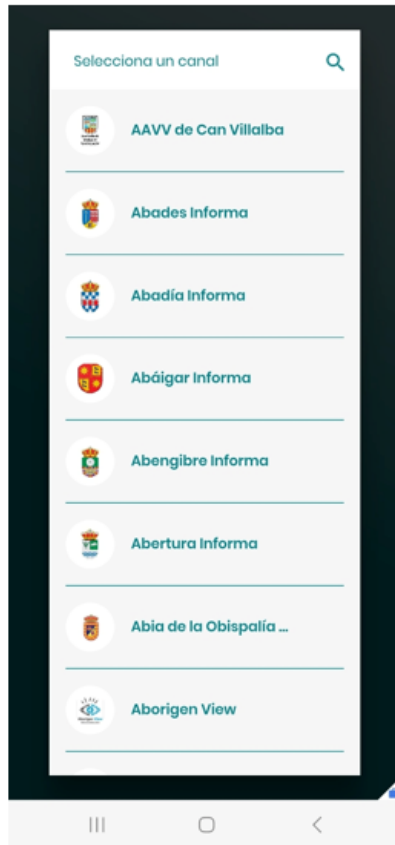 Selecciona un canal
AAVV de Can Villalba
Abades Informa
Abadía Informa
Abáigar Informa
Abengibre Informa
Abertura Informa
Abia de la Obispalía ...
Aborigen View